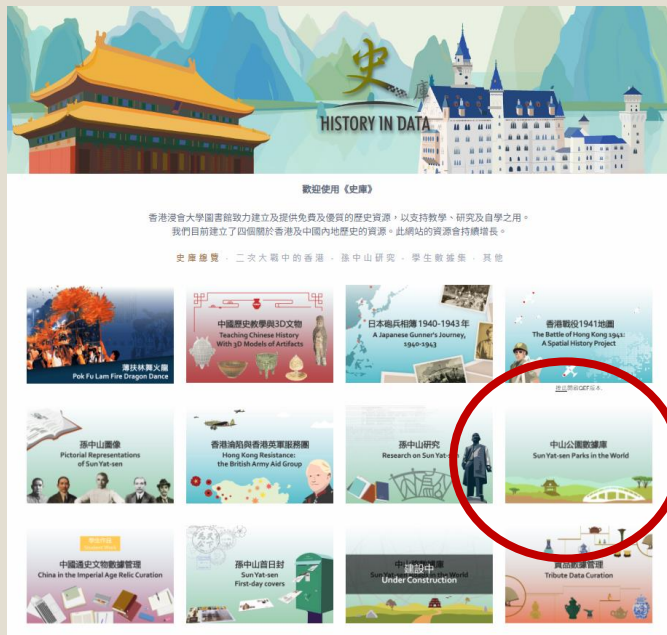 史庫
HISTORY IN DATA
歡迎使用《史庫》
香港浸會大學圖書館致力建立及提供免費及優質的歷史資源，以支持教學、研究及自學之用。
我們目前建立了四個關於香港及中國內地歷史的資源。此網站的資源會持續增長。
史庫總覽 . 二次大戰中的香港 . 孫中山研究 . 學生數據集 . 其他
薄扶林舞火龍
Pok Fu Lam Fire Dragon Dance
中國歷史教學與3D文物
Teaching Chinese History
With 3D Models of Artifacts
日本砲兵相簿 1940-1943 年
A Japanese Gunner's Journey,
1940-1943
香港戰役1941地圖
The Battle of Hong Kong 1941:
A Spatial History Project
孫中山圖像
Pictorial Representations
of Sun Yat-sen
香港淪陷與香港英軍服務團
Hong Kong Resistance:
the British Army Aid Group
孫中山研究
Research on Sun Yat-sen
中山公園數據庫
Sun Yat-sen Parks in the World
中國通史文物數據管理
China in the Imperial Age Relic Curation
孫中山首日封
Sun Yat-sen
First-day covers
建設中
Under Construction
貢品數據管理
Tribute Data Curation